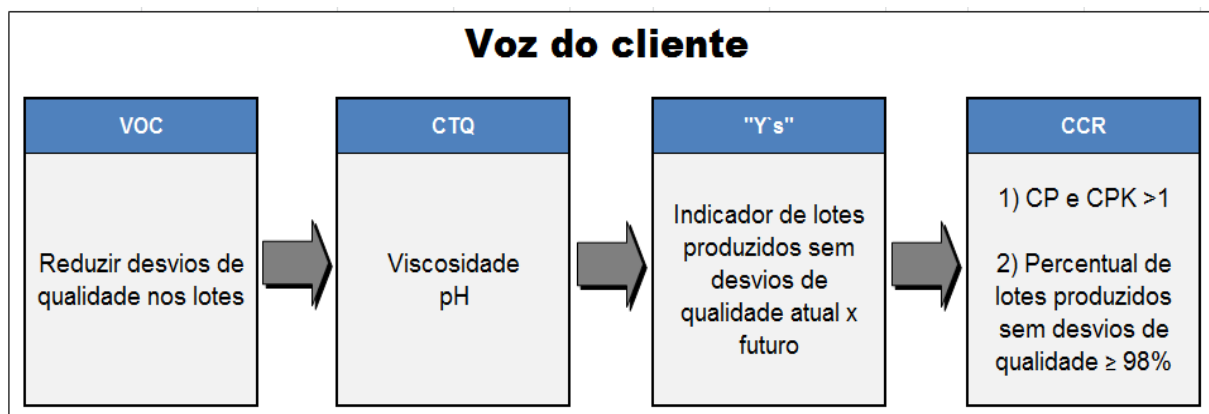 Voz do cliente
VOC
Reduzir desvios de
qualidade nos lotes
CTQ
Viscosidade
pH
"Y`s"
Indicador de lotes
produzidos sem
desvios de
qualidade atual x
futuro
CCR
1) CP e CPK >1
2) Percentual de
lotes produzidos
sem desvios de
qualidade ≥ 98%